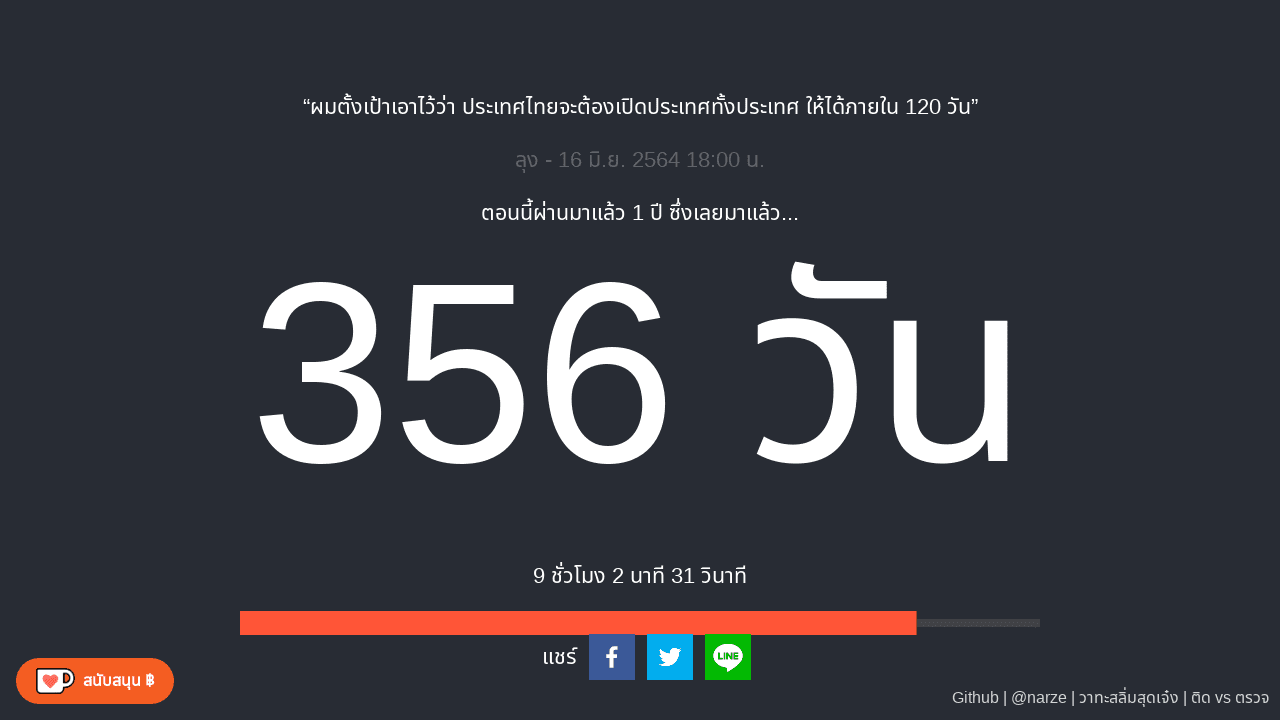 “ผมตั้งเป้าเอาไว้ว่า ประเทศไทยจะต้องเปิดประเทศทั้งประเทศ ให้ได้ภายใน 120 วัน”
ลุง - 16 มิ.ย. 2564 18:00 น.
ตอนนี้ผ่านมาแล้ว 1 ปี ซึ่งเลยมาแล้ว...
356 วัน
9 ชั่วโมง 2 นาที 31 วินาที
แชร์
LINE
สนับสนุน ฿
Github | @narze | วาทะสลิ่มสุดเจ๋ง | ติด vs ตรวจ